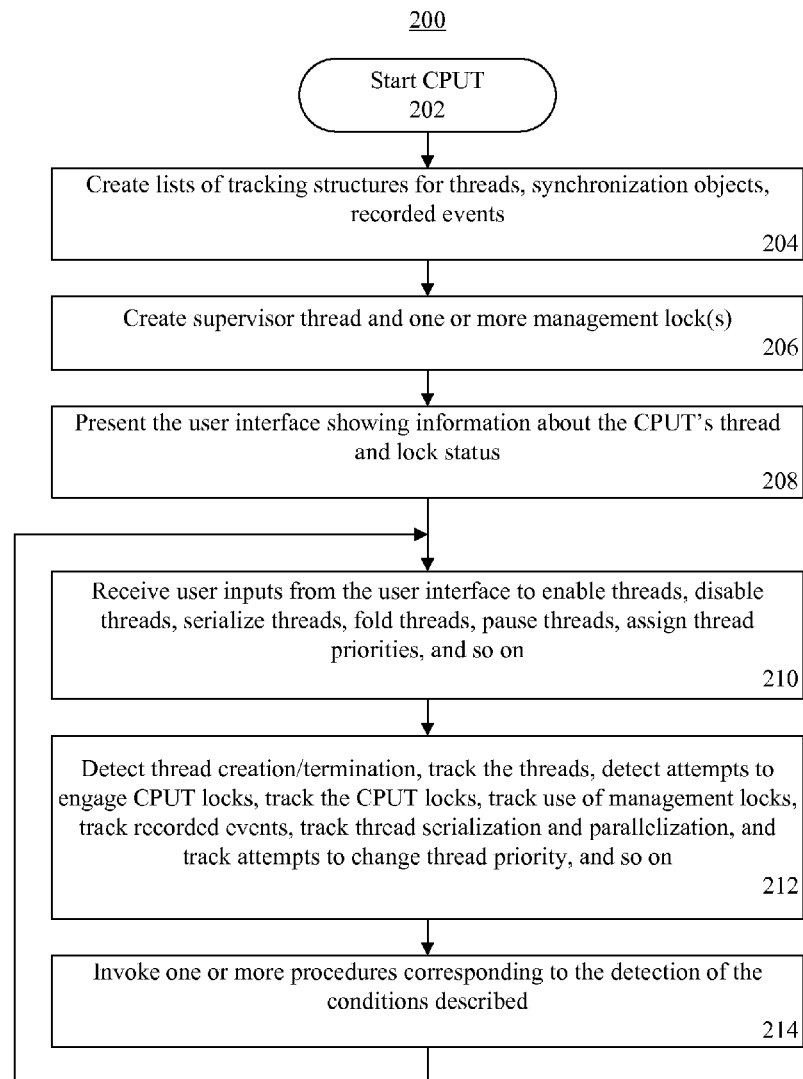 200
Start CPUT
202
Create lists of tracking structures for threads, synchronization objects,
recorded events
204
Create supervisor thread and one or more management lock(s)
206
Present the user interface showing information about the CPUT's thread
and lock status
208
Receive user inputs from the user interface to enable threads, disable
threads, serialize threads, fold threads, pause threads, assign thread
priorities, and so on
210
Detect thread creation/termination, track the threads, detect attempts to
engage CPUT locks, track the CPUT locks, track use of management locks,
track recorded events, track thread serialization and parallelization, and
track attempts to change thread priority, and so on
212
Invoke one or more procedures corresponding to the detection of the
conditions described
214